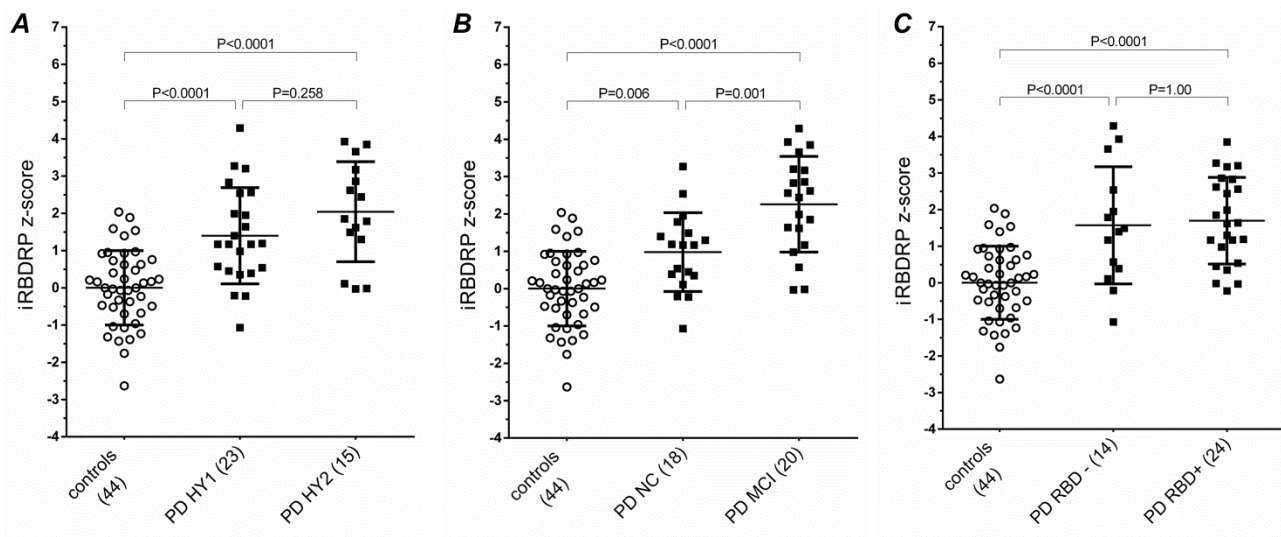 A
iRBDRP z-score
7
6
5
4
3
2
1
0
-1
-2
-3
-4
P<0.0001
P<0.0001
P=0.258
controls
(44)
PD HY1 (23)
PD HY2 (15)
B
iRBDRP z-score
7
6
5
4
3
2
1
0
-1
-2
-3
-4
P<0.0001
P=0.006
P=0.001
controls
(44)
PD NC (18)
PD MCI (20)
C
iRBDRP z-score
7
6
5
4
3
2
1
0
-1
-2
-3
-4
P<0.0001
P<0.0001
P=1.00
controls
(44)
PD RBD - (14)
PD RBD+ (24)